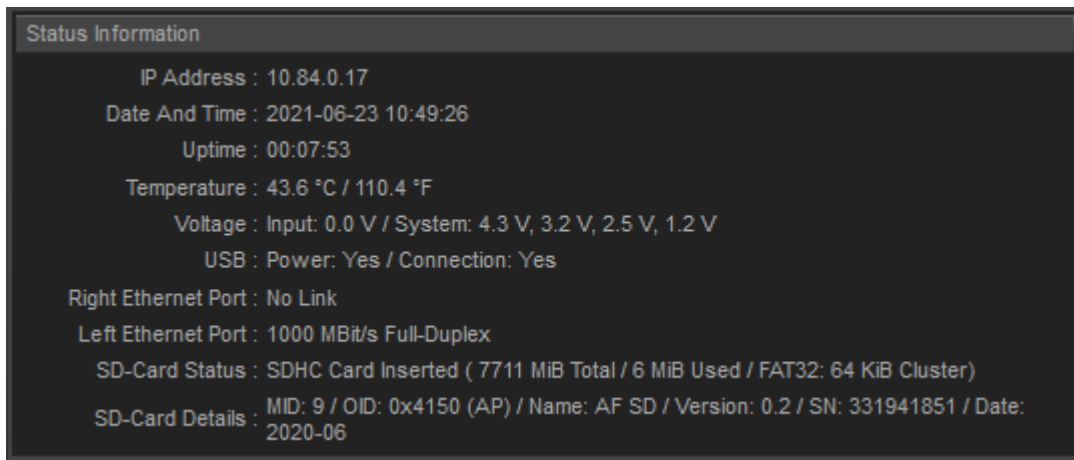 Status Information
IP Address : 10.84.0.17
Date And Time : 2021-06-23 10:49:26
Uptime : 00:07:53
Temperature : 43.6 °C / 110.4 °F
Voltage : Input: 0.0 V / System: 4.3 V, 3.2 V, 2.5 V, 1.2 V
USB : Power: Yes / Connection: Yes
Right Ethernet Port : No Link
Left Ethernet Port : 1000 MBit/s Full-Duplex
SD-Card Status : SDHC Card Inserted ( 7711 MiB Total / 6 MiB Used / FAT32: 64 KiB Cluster)
SD-Card Details : MID: 9 / OID: 0x4150 (AP) / Name: AF SD / Version: 0.2 / SN: 331941851 / Date:
2020-06